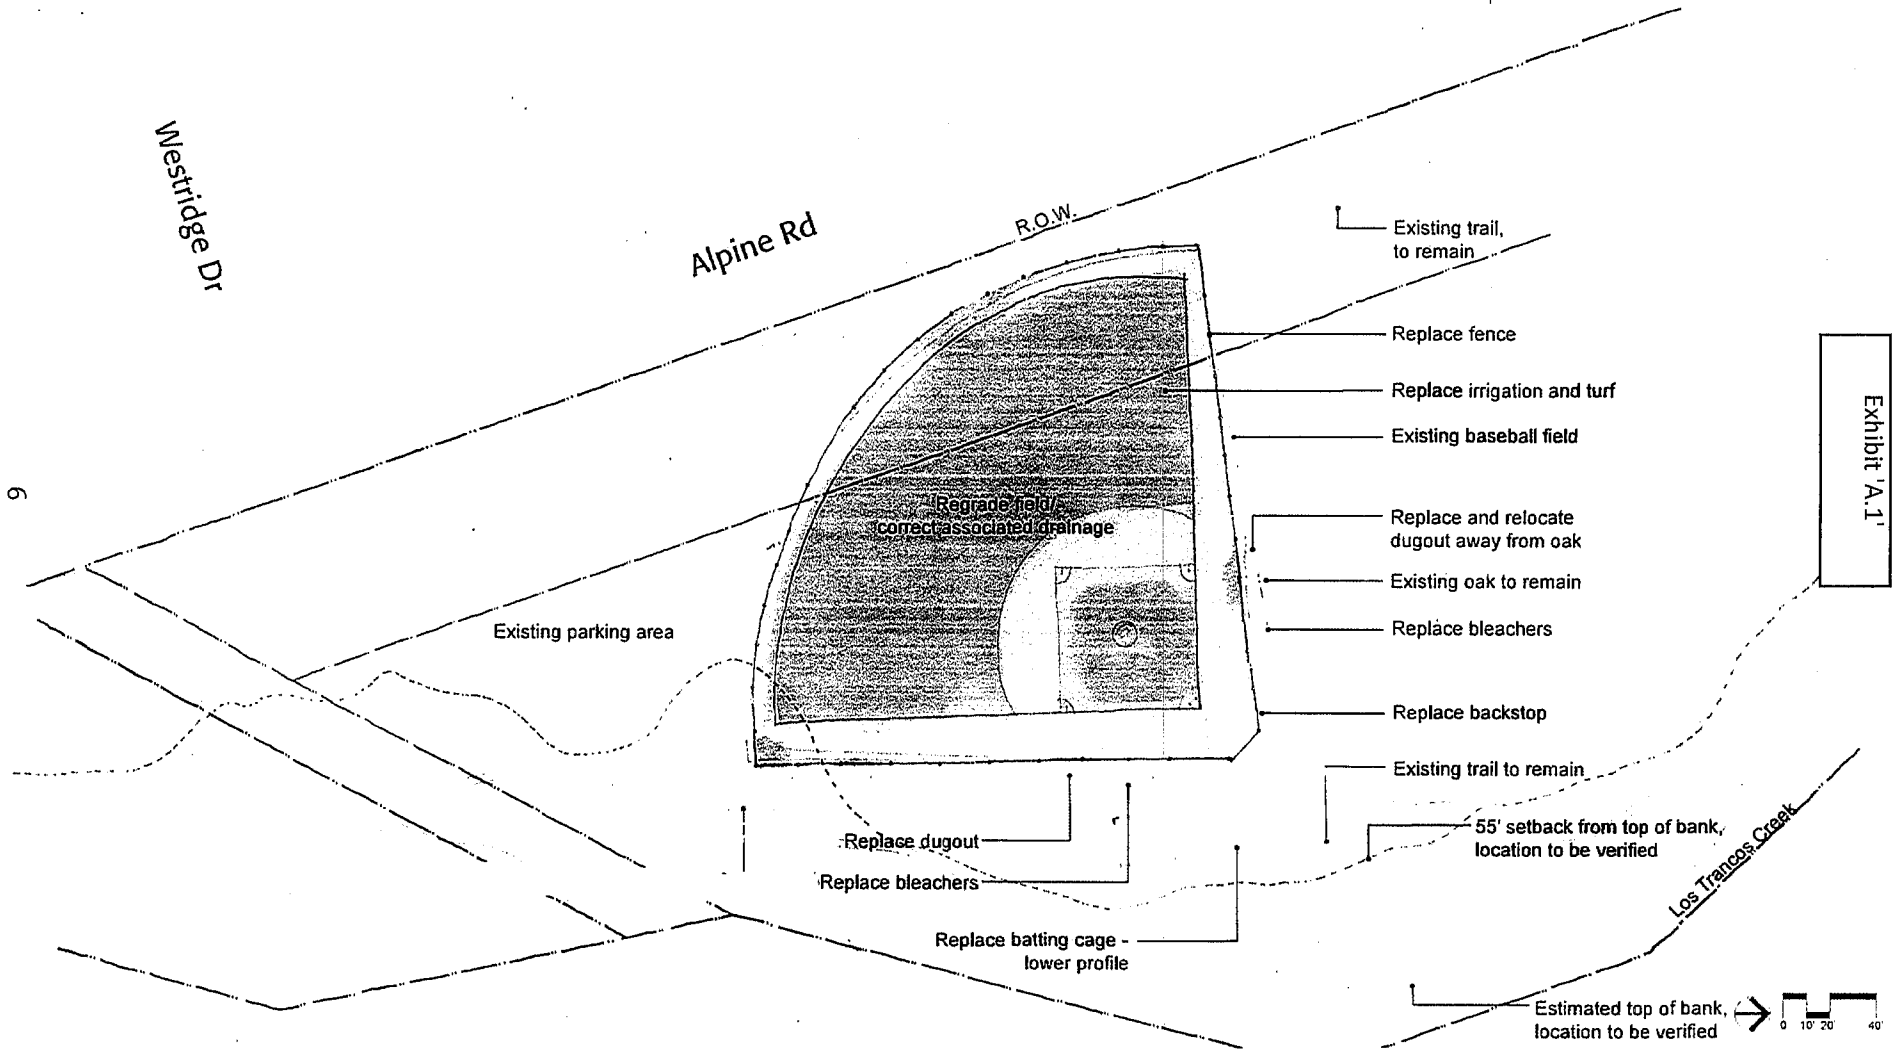 Westridge Dr
Alpine Rd
R.O.W.
Existing trail,
to remain
Replace fence
Replace irrigation and turf
Existing baseball field
Exhibit 'A.1'
6
Regrade field/
correct associated drainage
Replace and relocate
dugout away from oak
Existing oak to remain
Existing parking area
Replace bleachers
Replace backstop
Existing trail to remain
55' setback from top of bank,
location to be verified
Los Trancos Creek
Replace dugout
Replace bleachers
Replace batting cage -
lower profile
Estimated top of bank,
location to be verified
0 10' 20' 40'